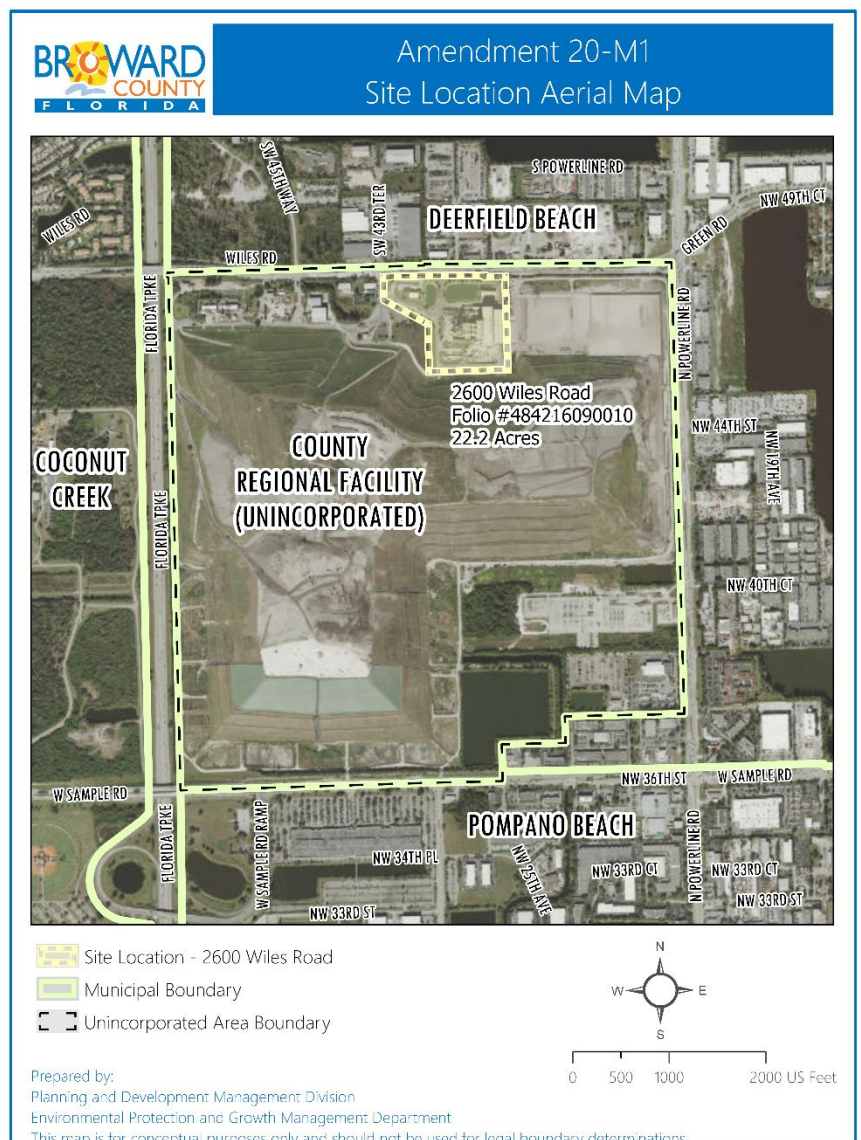 BROWARD
COUNTY
FLORIDA
Amendment 20-M1
Site Location Aerial Map
SW 45TH WAY
S POWERLINE RD
SW 43RD TER
NW 49TH CT
WILES RD
DEERFIELD BEACH
GREEN RD
WILES RD
FLORIDA TPKE
N POWERLINE RD
2600 Wiles Road
Folio #484216090010
22.2 Acres
NW 44TH ST
NW 19TH AVE
COCONUT
CREEK
COUNTY
REGIONAL FACILITY
(UNINCORPORATED)
FLORIDA TPKE
NW 40TH CT
NW 36TH ST
W SAMPLE RD
W SAMPLE RD
FLORIDA TPKE
W SAMPLE RD RAMP
POMPANO BEACH
N POWERLINE RD
NW 34TH PL
NW 25TH AVE
NW 33RD CT
NW 33RD CT
NW 33RD ST
NW 33RD ST
Site Location - 2600 Wiles Road
Municipal Boundary
Unincorporated Area Boundary
N
W
E
S
0 500 1000 2000 US Feet
Prepared by:
Planning and Development Management Division
Environmental Protection and Growth Management Department
This map is for conceptual purposes only and should not be used for legal boundary determinations.